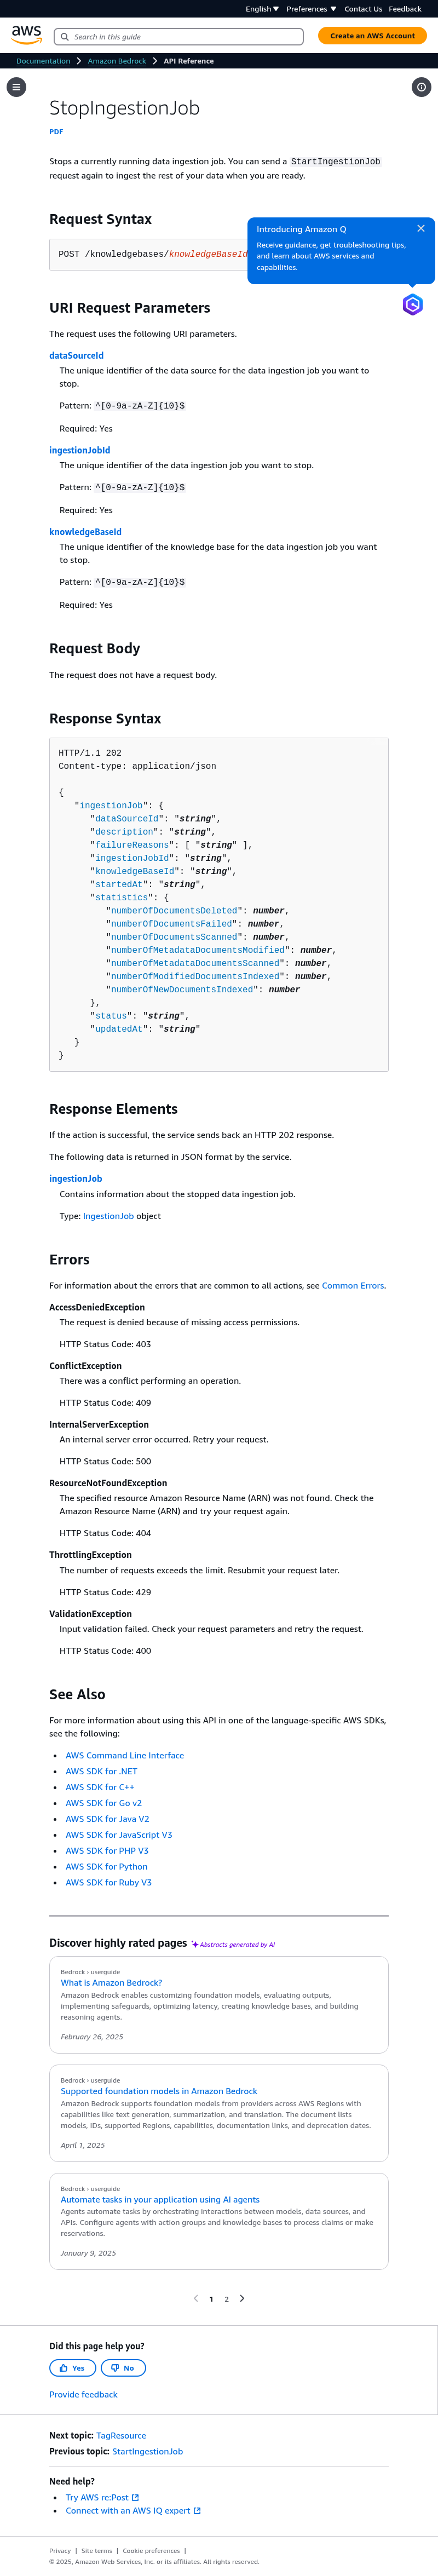 English
Preferences
Contact Us
Feedback
aws
Search in this guide
Create an AWS Account
Documentation
Amazon Bedrock
API Reference
StopIngestionJob
PDF
Stops a currently running data ingestion job. You can send a StartIngestionJob
request again to ingest the rest of your data when you are ready.
Request Syntax
POST /knowledgebases/knowledgeBaseId
Introducing Amazon Q
Receive guidance, get troubleshooting tips,
and learn about AWS services and
capabilities.
URI Request Parameters
The request uses the following URI parameters.
dataSourceId
The unique identifier of the data source for the data ingestion job you want to
stop.
Pattern: ^[0-9a-zA-Z]{10}$
Required: Yes
ingestionJobId
The unique identifier of the data ingestion job you want to stop.
Pattern: ^[0-9a-zA-Z]{10}$
Required: Yes
knowledgeBaseId
The unique identifier of the knowledge base for the data ingestion job you want
to stop.
Pattern: ^[0-9a-zA-Z]{10}$
Required: Yes
Request Body
The request does not have a request body.
Response Syntax
HTTP/1.1 202
Content-type: application/json
{
"ingestionJob": {
"dataSourceId": "string",
"description": "string",
"failureReasons": [ "string" ],
"ingestionJobId": "string",
"knowledgeBaseId": "string",
"startedAt": "string",
"statistics": {
"numberOfDocumentsDeleted": number,
"numberOfDocumentsFailed": number,
"numberOfDocumentsScanned": number,
"numberOfMetadataDocumentsModified": number,
"numberOfMetadataDocumentsScanned": number,
"numberOfModifiedDocumentsIndexed": number,
"numberOfNewDocumentsIndexed": number
},
"status": "string",
"updatedAt": "string"
}
}
Response Elements
If the action is successful, the service sends back an HTTP 202 response.
The following data is returned in JSON format by the service.
ingestionJob
Contains information about the stopped data ingestion job.
Type: IngestionJob object
Errors
For information about the errors that are common to all actions, see Common Errors.
AccessDeniedException
The request is denied because of missing access permissions.
HTTP Status Code: 403
ConflictException
There was a conflict performing an operation.
HTTP Status Code: 409
InternalServerException
An internal server error occurred. Retry your request.
HTTP Status Code: 500
ResourceNotFoundException
The specified resource Amazon Resource Name (ARN) was not found. Check the
Amazon Resource Name (ARN) and try your request again.
HTTP Status Code: 404
ThrottlingException
The number of requests exceeds the limit. Resubmit your request later.
HTTP Status Code: 429
ValidationException
Input validation failed. Check your request parameters and retry the request.
HTTP Status Code: 400
See Also
For more information about using this API in one of the language-specific AWS SDKs,
see the following:
• AWS Command Line Interface
• AWS SDK for .NET
• AWS SDK for C++
• AWS SDK for Go v2
• AWS SDK for Java V2
• AWS SDK for JavaScript V3
• AWS SDK for PHP V3
• AWS SDK for Python
• AWS SDK for Ruby V3
Discover highly rated pages Abstracts generated by AI
Bedrock › userguide
What is Amazon Bedrock?
Amazon Bedrock enables customizing foundation models, evaluating outputs,
implementing safeguards, optimizing latency, creating knowledge bases, and building
reasoning agents.
February 26, 2025
Bedrock › userguide
Supported foundation models in Amazon Bedrock
Amazon Bedrock supports foundation models from providers across AWS Regions with
capabilities like text generation, summarization, and translation. The document lists
models, IDs, supported Regions, capabilities, documentation links, and deprecation dates.
April 1, 2025
Bedrock › userguide
Automate tasks in your application using AI agents
Agents automate tasks by orchestrating interactions between models, data sources, and
APIs. Configure agents with action groups and knowledge bases to process claims or make
reservations.
January 9, 2025
1 2
Did this page help you?
Yes
No
Provide feedback
Next topic: TagResource
Previous topic: StartIngestionJob
Need help?
• Try AWS re:Post
• Connect with an AWS IQ expert
Privacy | Site terms | Cookie preferences |
© 2025, Amazon Web Services, Inc. or its affiliates. All rights reserved.